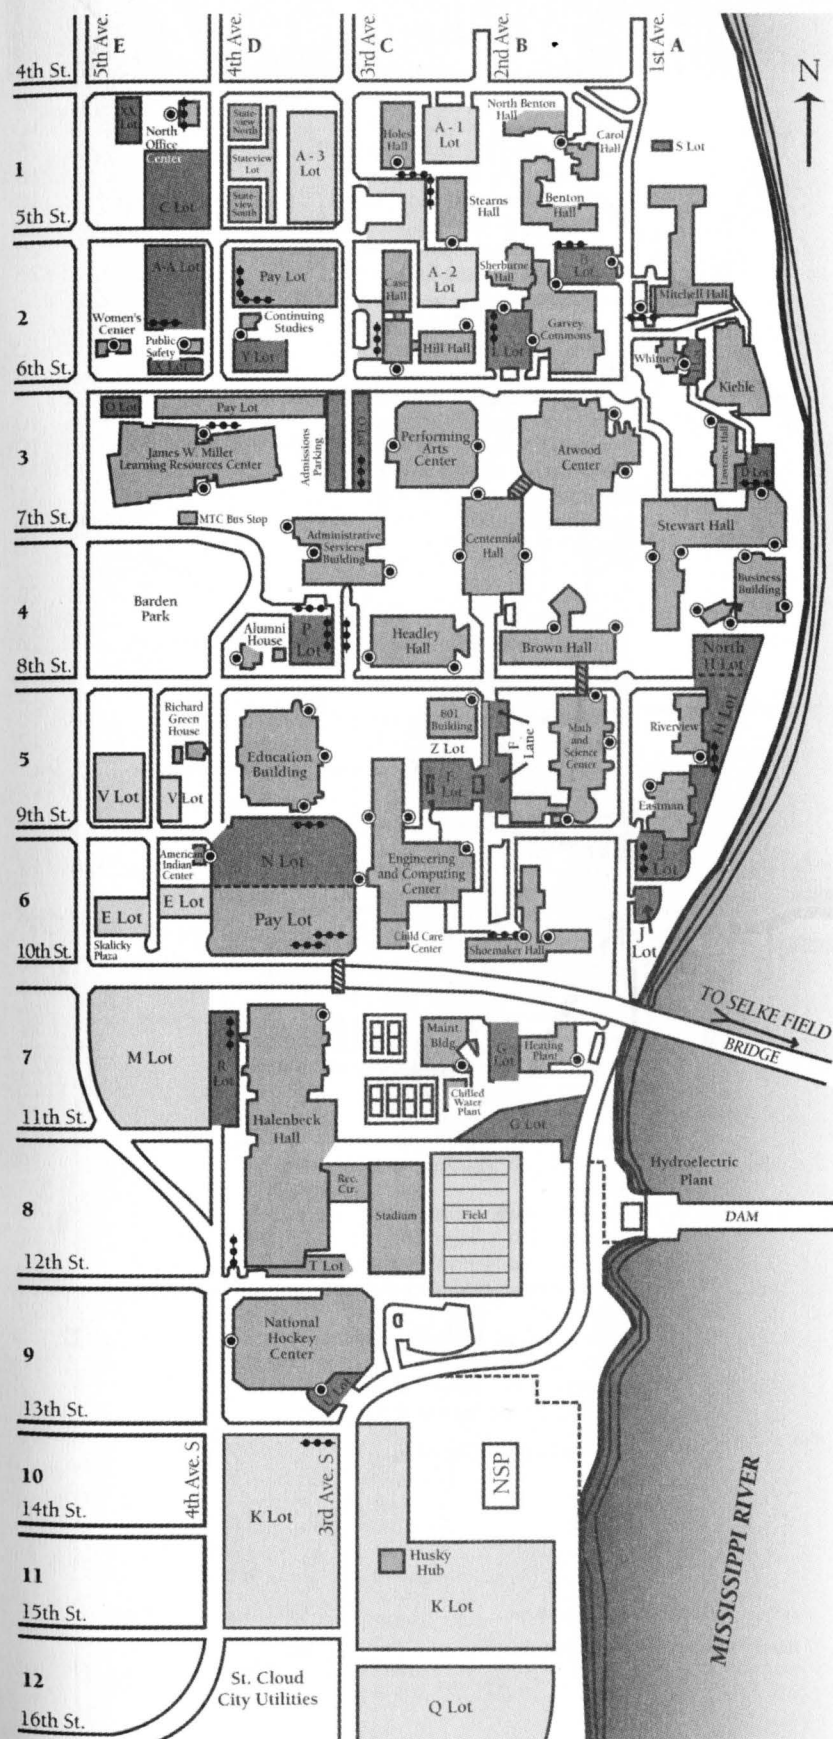 5th Ave.
E
4th Ave.
D
3rd Ave.
C
2nd Ave.
B
1st Ave.
A
4th St.
N
XX
Lot
North
Office
Center
State-
view
North
Stateview
Lot
State-
view
South
A - 3
Lot
Holes
Hall
A - 1
Lot
North Benton
Hall
Carol
Hall
S Lot
1
C Lot
Stearns
Hall
Benton
Hall
5th St.
A-A Lot
Pay Lot
Case
Hall
A - 2
Lot
Sherburne
Hall
B
Lot
Mitchell Hall
2
Women's
Center
Public
Safety
Continuing
Studies
Y Lot
Hill Hall
L Lot
Garvey
Commons
Whitney
Kiehle
X Lot
6th St.
O Lot
Pay Lot
3
James W. Miller
Learning Resources Center
Admissions
Parking
Performing
Arts
Center
Atwood
Center
Lawrence Hall
D Lot
7th St.
MTC Bus Stop
Administrative
Services
Building
Centennial
Hall
Stewart Hall
Business
Building
4
Barden
Park
Alumni
House
P
Lot
Headley
Hall
Brown Hall
North
H Lot
8th St.
Richard
Green
House
801
Building
Z Lot
F
Lane
Math
and
Science
Center
Riverview
H Lot
5
V Lot
V Lot
Education
Building
F
Lot
Eastman
9th St.
American
Indian
Center
N Lot
Engineering
and Computing
Center
J
Lot
6
E Lot
E Lot
Pay Lot
Skalicky
Plaza
Child Care
Center
Shoemaker Hall
J
Lot
10th St.
TO SELKE FIELD
BRIDGE
7
M Lot
R
Lot
Maint.
Bldg.
G
Lot
Heating
Plant
Chilled
Water
Plant
11th St.
Halenbeck
Hall
G Lot
Hydroelectric
Plant
8
Rec.
Ctr.
Stadium
Field
DAM
12th St.
T Lot
9
National
Hockey
Center
13th St.
4th Ave. S
3rd Ave. S
10
14th St.
K Lot
NSP
11
Husky
Hub
15th St.
K Lot
MISSISSIPPI RIVER
12
St. Cloud
City Utilities
16th St.
Q Lot